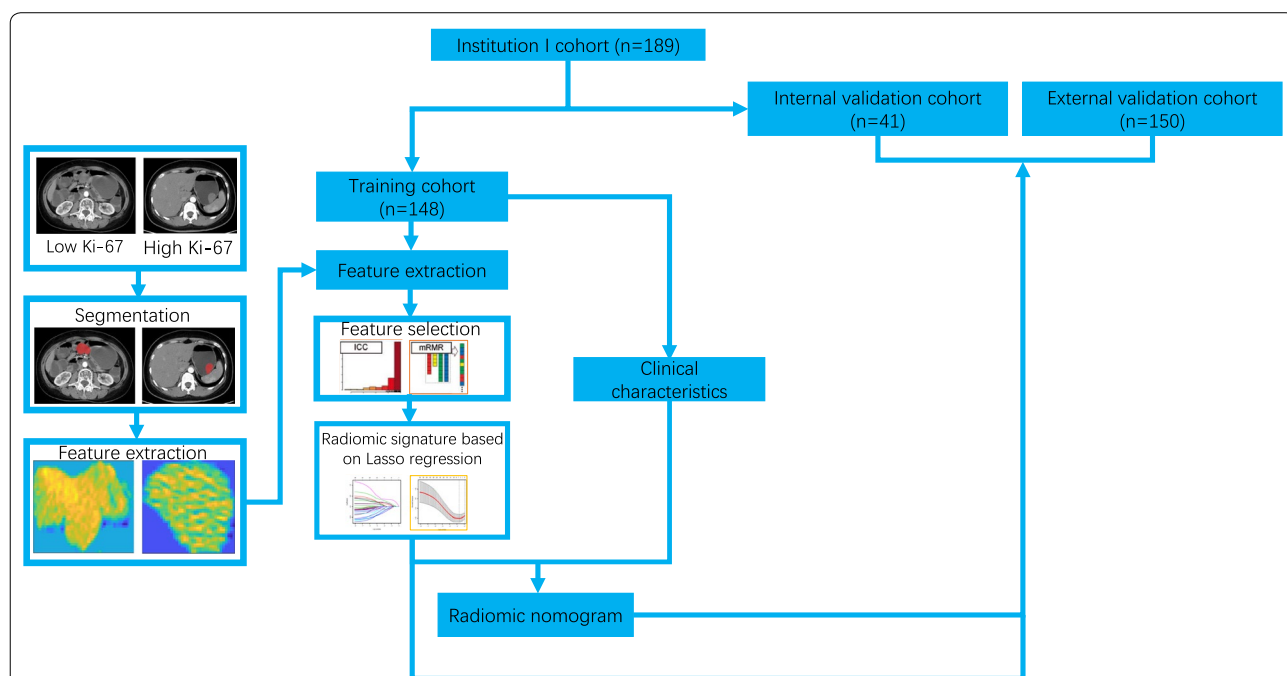 Institution I cohort (n=189)
Internal validation cohort
(n=41)
External validation cohort
(n=150)
Low Ki-67
High Ki-67
Training cohort
(n=148)
Segmentation
Feature extraction
Feature extraction
Feature selection
ICC
mRMR
Radiomic signature based
on Lasso regression
Clinical
characteristics
Radiomic nomogram